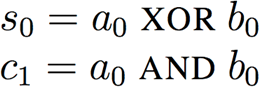 s₀ = a₀ XOR b₀
c₁ = a₀ AND b₀